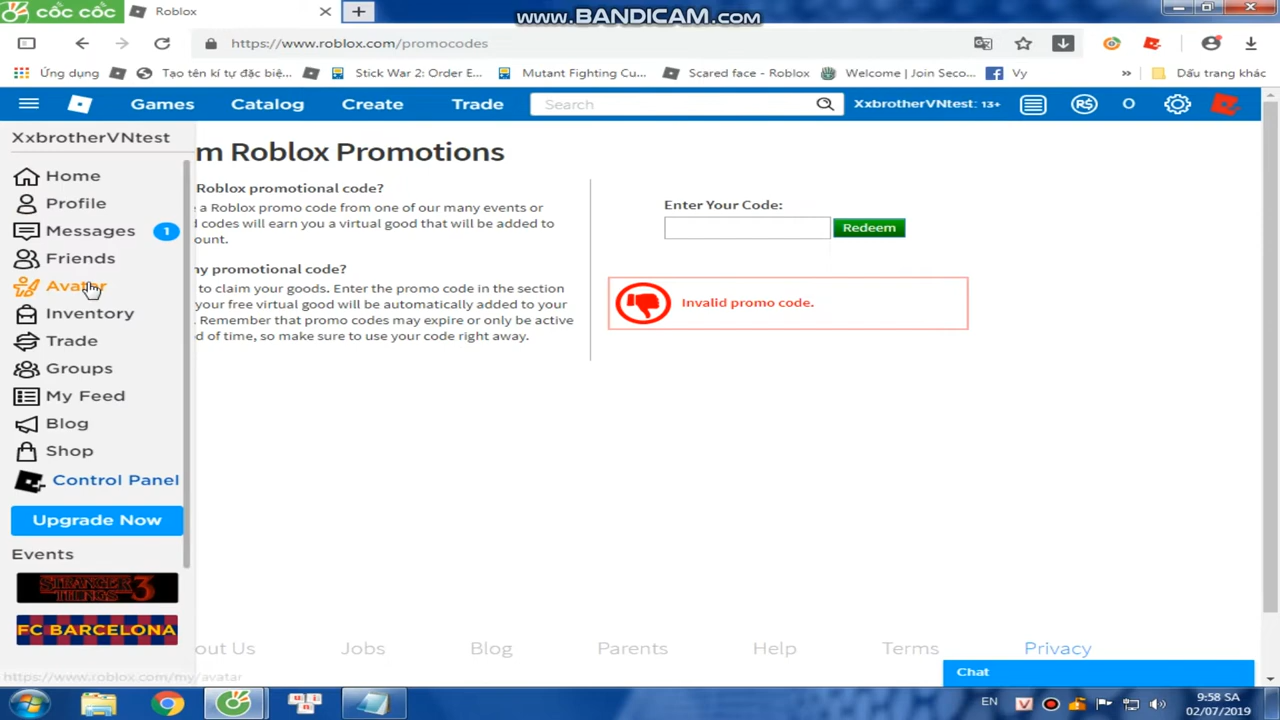 cốc cốc
Roblox
www.BANDICAM.com
https://www.roblox.com/promocodes
Ứng dụng
Tạo tên kí tự đặc biệ...
Stick War 2: Order E...
Mutant Fighting Cu...
Scared face - Roblox
Welcome | Join Seco...
Vy
»
Dấu trang khác
Games
Catalog
Create
Trade
Search
XxbrotherVNtest: 13+
R$
0
XxbrotherVNtest
Home
Profile
Messages
1
Friends
Avatar
Inventory
Trade
Groups
My Feed
Blog
Shop
Control Panel
Upgrade Now
Events
STRANGER THINGS 3
FC BARCELONA
m Roblox Promotions
Roblox promotional code?
e a Roblox promo code from one of our many events or
d codes will earn you a virtual good that will be added to
ount.
ny promotional code?
to claim your goods. Enter the promo code in the section
your free virtual good will be automatically added to your
. Remember that promo codes may expire or only be active
d of time, so make sure to use your code right away.
Enter Your Code:
Redeem
Invalid promo code.
out Us
Jobs
Blog
Parents
Help
Terms
Privacy
Chat
https://www.roblox.com/my/avatar
EN
V
9:58 SA
02/07/2019